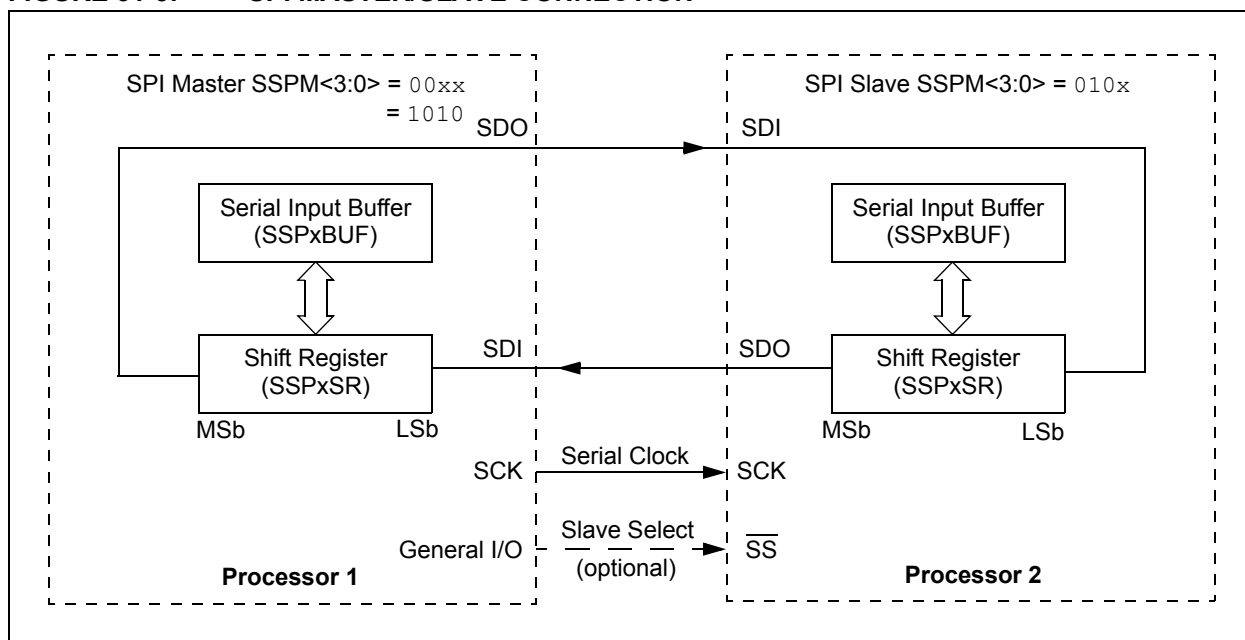 SPI Master SSPM<3:0> = 00xx
= 1010
SPI Slave SSPM<3:0> = 010x
SDO
SDI
Serial Input Buffer
(SSPxBUF)
Serial Input Buffer
(SSPxBUF)
Shift Register
(SSPxSR)
MSb
LSb
SDI
SDO
Shift Register
(SSPxSR)
MSb
LSb
SCK
Serial Clock
SCK
General I/O
Slave Select
(optional)
SS
Processor 1
Processor 2